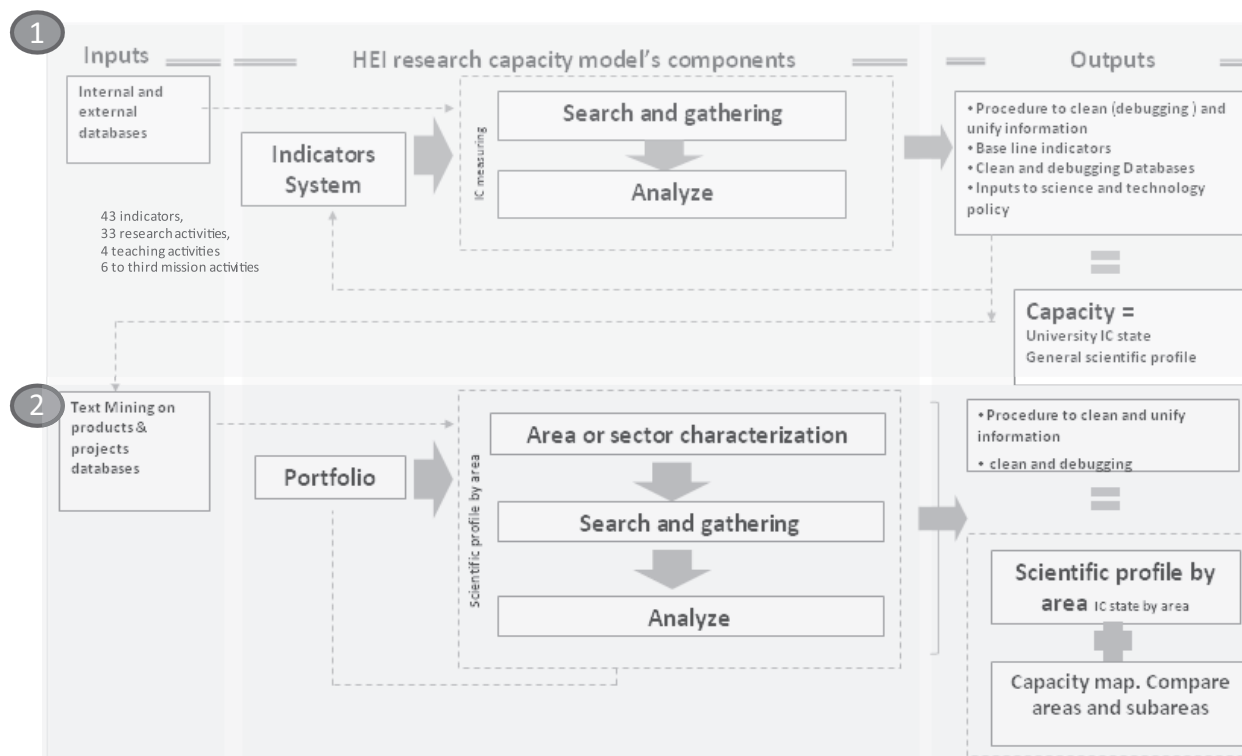 1
Inputs
HEI research capacity model's components
Outputs
Internal and
external
databases
Indicators
System
43 indicators,
33 research activities,
4 teaching activities
6 to third mission activities
IC measuring
Search and gathering
Analyze
• Procedure to clean (debugging ) and
unify information
• Base line indicators
• Clean and debugging Databases
• Inputs to science and technology
policy
Capacity =
University IC state
General scientific profile
2
Text Mining on
products &
projects
databases
Portfolio
Scientific profile by area
Area or sector characterization
Search and gathering
Analyze
• Procedure to clean and unify
information
• clean and debugging
Scientific profile by
area IC state by area
Capacity map. Compare
areas and subareas